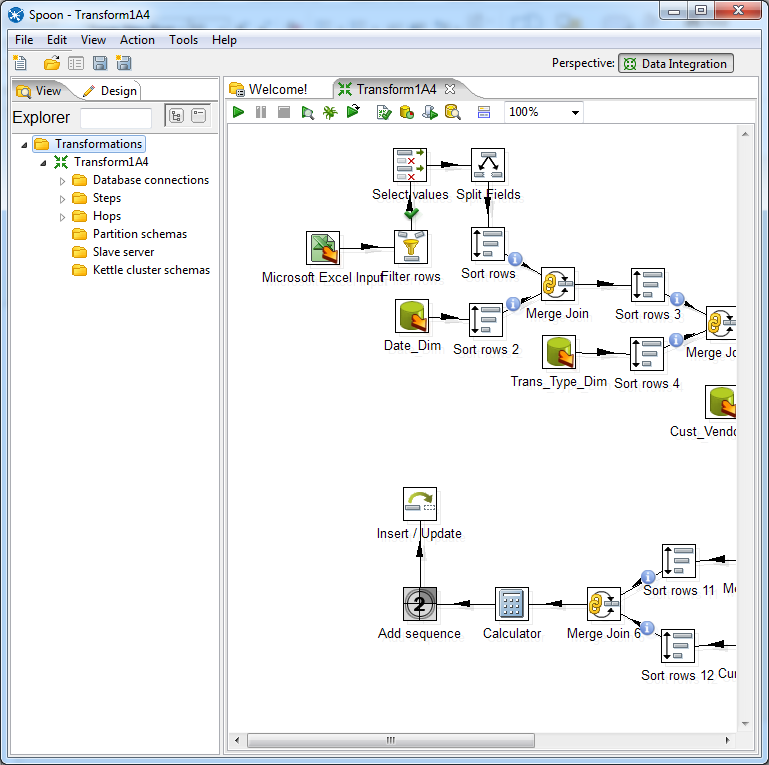 Spoon - Transform1A4
File Edit View Action Tools Help
Perspective: Data Integration
View Design
Welcome! Transform1A4
Explorer
100%
Transformations
Transform1A4
Database connections
Steps
Hops
Partition schemas
Slave server
Kettle cluster schemas
Select values Split Fields
Microsoft Excel Input Filter rows Sort rows
Merge Join Sort rows 3
Date_Dim Sort rows 2 Merge Jo
Trans_Type_Dim Sort rows 4
Cust_Vendo
Insert / Update
Sort rows 11 Me
2
Add sequence Calculator Merge Join 6
Sort rows 12 Cur